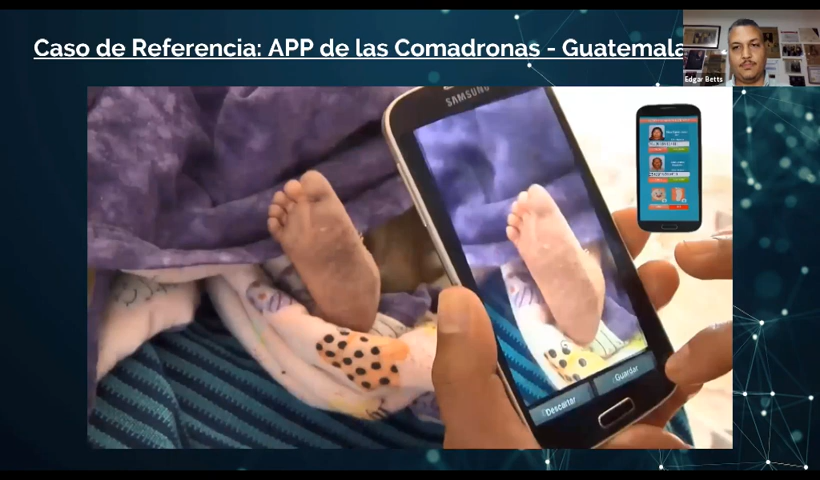 Caso de Referencia: APP de las Comadronas - Guatemala
Edgar Betts
SAMSUNG
Descartar
Guardar